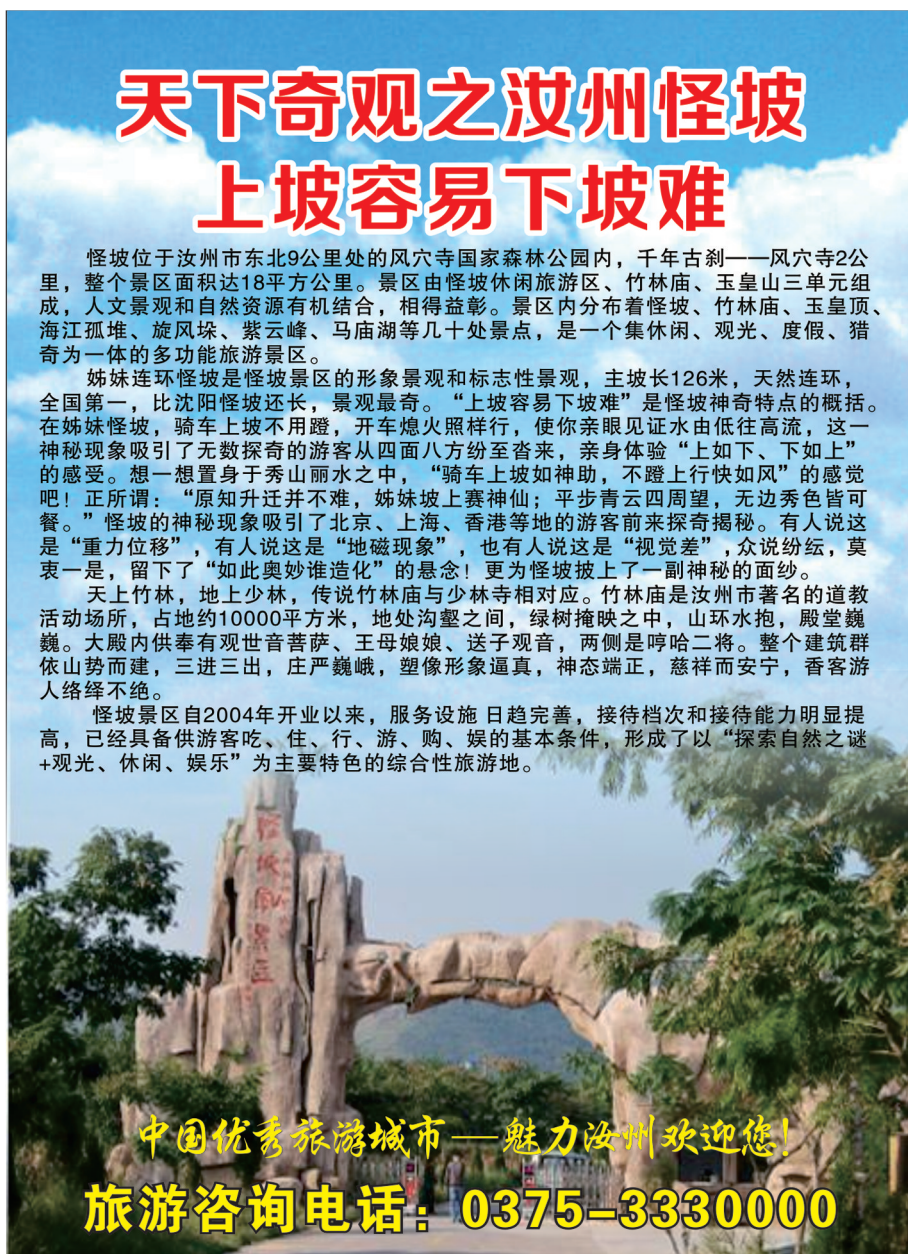 天下奇观之汝州怪坡
上坡容易下坡难
怪坡位于汝州市东北9公里处的风穴寺国家森林公园内，千年古刹——风穴寺2公
里，整个景区面积达18平方公里。景区由怪坡休闲旅游区、竹林庙、玉皇山三单元组
成，人文景观和自然资源有机结合，相得益彰。景区内分布着怪坡、竹林庙、玉皇顶、
海江孤堆、旋风垛、紫云峰、马庙湖等几十处景点，是一个集休闲、观光、度假、猎
奇为一体的多功能旅游景区。
姊妹连环怪坡是怪坡景区的形象景观和标志性景观，主坡长126米，天然连环，
全国第一，比沈阳怪坡还长，景观最奇。“上坡容易下坡难”是怪坡神奇特点的概括。
在姊妹怪坡，骑车上坡不用蹬，开车熄火照样行，使你亲眼见证水由低往高流，这一
神秘现象吸引了无数探奇的游客从四面八方纷至沓来，亲身体验“上如下、下如上”
的感受。想一想置身于秀山丽水之中，“骑车上坡如神助，不蹬上行快如风”的感觉
吧！正所谓：“原知升迁并不难，姊妹坡上赛神仙；平步青云四周望，无边秀色皆可
餐。”怪坡的神秘现象吸引了北京、上海、香港等地的游客前来探奇揭秘。有人说这
是“重力位移”，有人说这是“地磁现象”，也有人说这是“视觉差”,众说纷纭，莫
衷一是，留下了“如此奥妙谁造化”的悬念！更为怪坡披上了一副神秘的面纱。
天上竹林，地上少林，传说竹林庙与少林寺相对应。竹林庙是汝州市著名的道教
活动场所，占地约10000平方米，地处沟壑之间，绿树掩映之中，山环水抱，殿堂巍
巍。大殿内供奉有观世音菩萨、王母娘娘、送子观音，两侧是哼哈二将。整个建筑群
依山势而建，三进三出，庄严巍峨，塑像形象逼真，神态端正，慈祥而安宁，香客游
人络绎不绝。
怪坡景区自2004年开业以来，服务设施 日趋完善，接待档次和接待能力明显提
高，已经具备供游客吃、住、行、游、购、娱的基本条件，形成了以“探索自然之谜
+观光、休闲、娱乐”为主要特色的综合性旅游地。
怪坡风景区
中国优秀旅游城市——魅力汝州欢迎您！
旅游咨询电话：0375-3330000